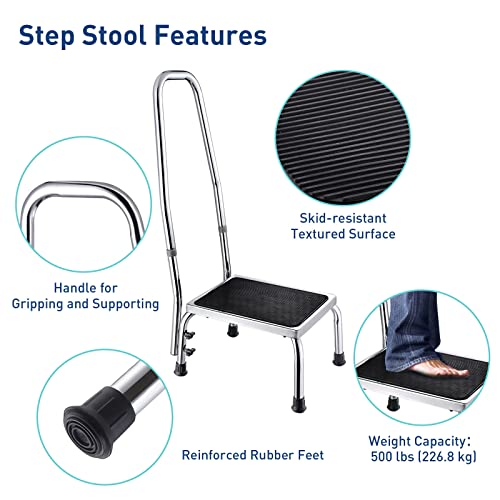 Step Stool Features
Skid-resistant
Textured Surface
Handle for
Gripping and Supporting
Reinforced Rubber Feet
Weight Capacity:
500 lbs (226.8 kg)